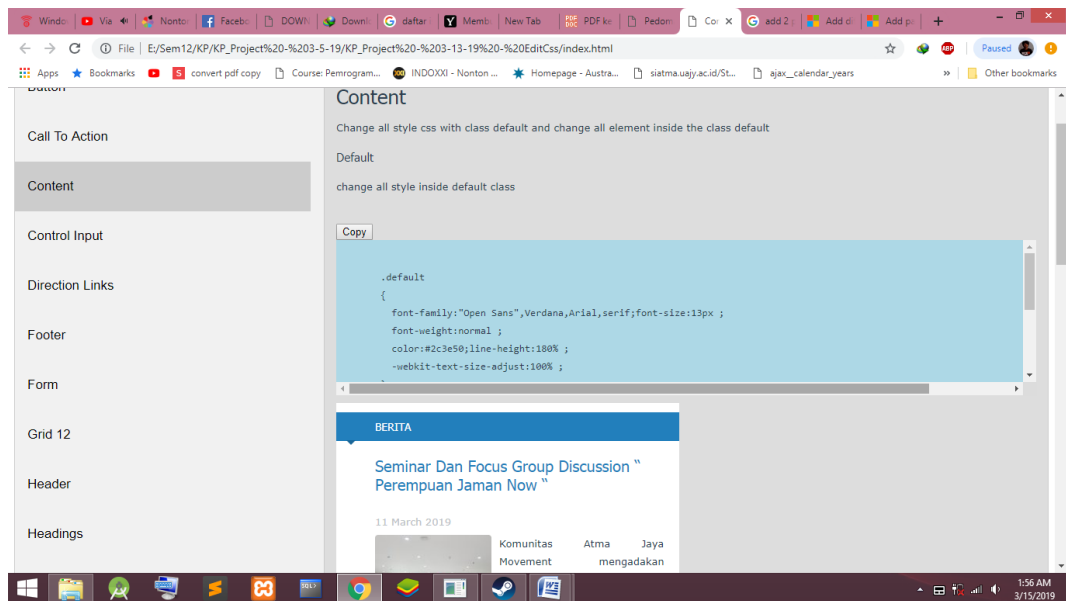 Windo
Via
Nonto
Facebo
DOWN
Downl
daftar
Memb
New Tab
PDF ke
Pedom
Cor
add 2
Add di
Add pa
File | E:/Sem12/KP/KP_Project%20-%203-5-19/KP_Project%20-%203-13-19%20-%20EditCss/index.html
Paused
Apps
Bookmarks
convert pdf copy
Course: Pemrogram...
INDOXXI - Nonton ...
Homepage - Austra...
siatma.uajy.ac.id/St...
ajax__calendar_years
»
Other bookmarks
Button
Call To Action
Content
Control Input
Direction Links
Footer
Form
Grid 12
Header
Headings
Content
Change all style css with class default and change all element inside the class default
Default
change all style inside default class
Copy
.default
{
font-family:"Open Sans",Verdana,Arial,serif;font-size:13px ;
font-weight:normal ;
color:#2c3e50;line-height:180% ;
-webkit-text-size-adjust:100% ;
BERITA
Seminar Dan Focus Group Discussion “
Perempuan Jaman Now “
11 March 2019
Komunitas Atma Jaya
Movement mengadakan
1:56 AM
3/15/2019